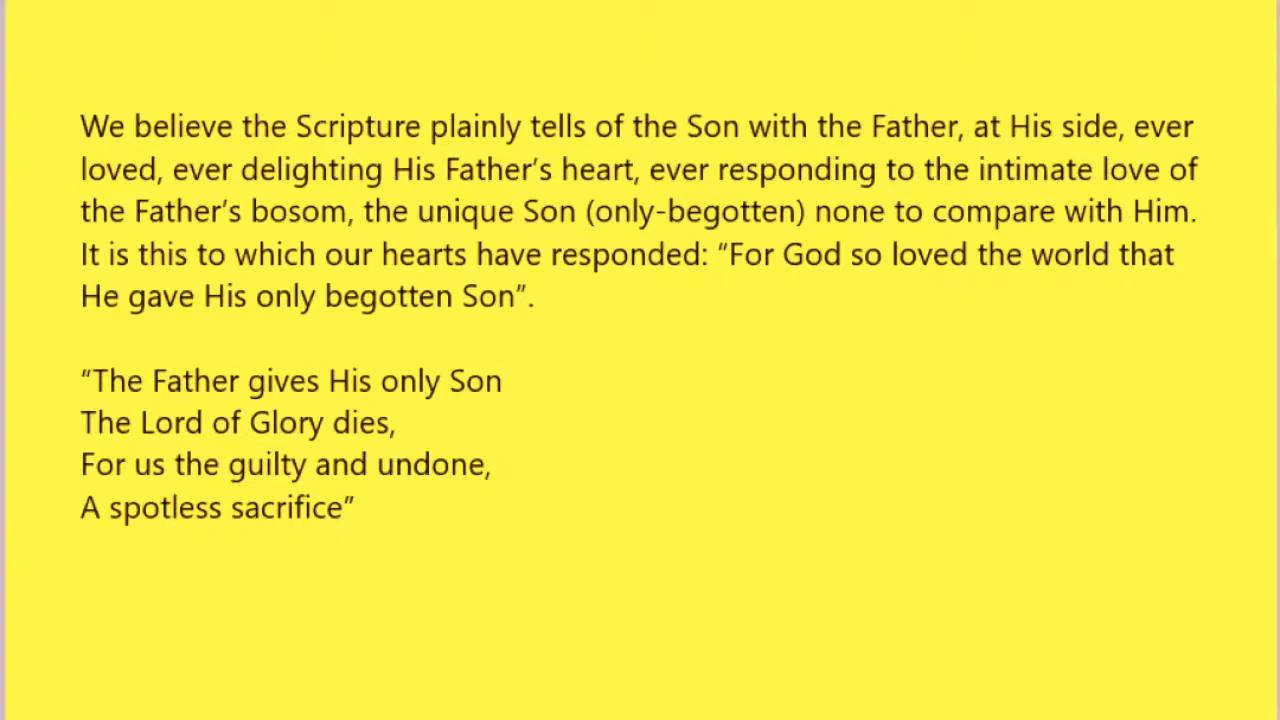 We believe the Scripture plainly tells of the Son with the Father, at His side, ever
loved, ever delighting His Father’s heart, ever responding to the intimate love of
the Father’s bosom, the unique Son (only-begotten) none to compare with Him.
It is this to which our hearts have responded: “For God so loved the world that
He gave His only begotten Son”.
“The Father gives His only Son
The Lord of Glory dies,
For us the guilty and undone,
A spotless sacrifice”